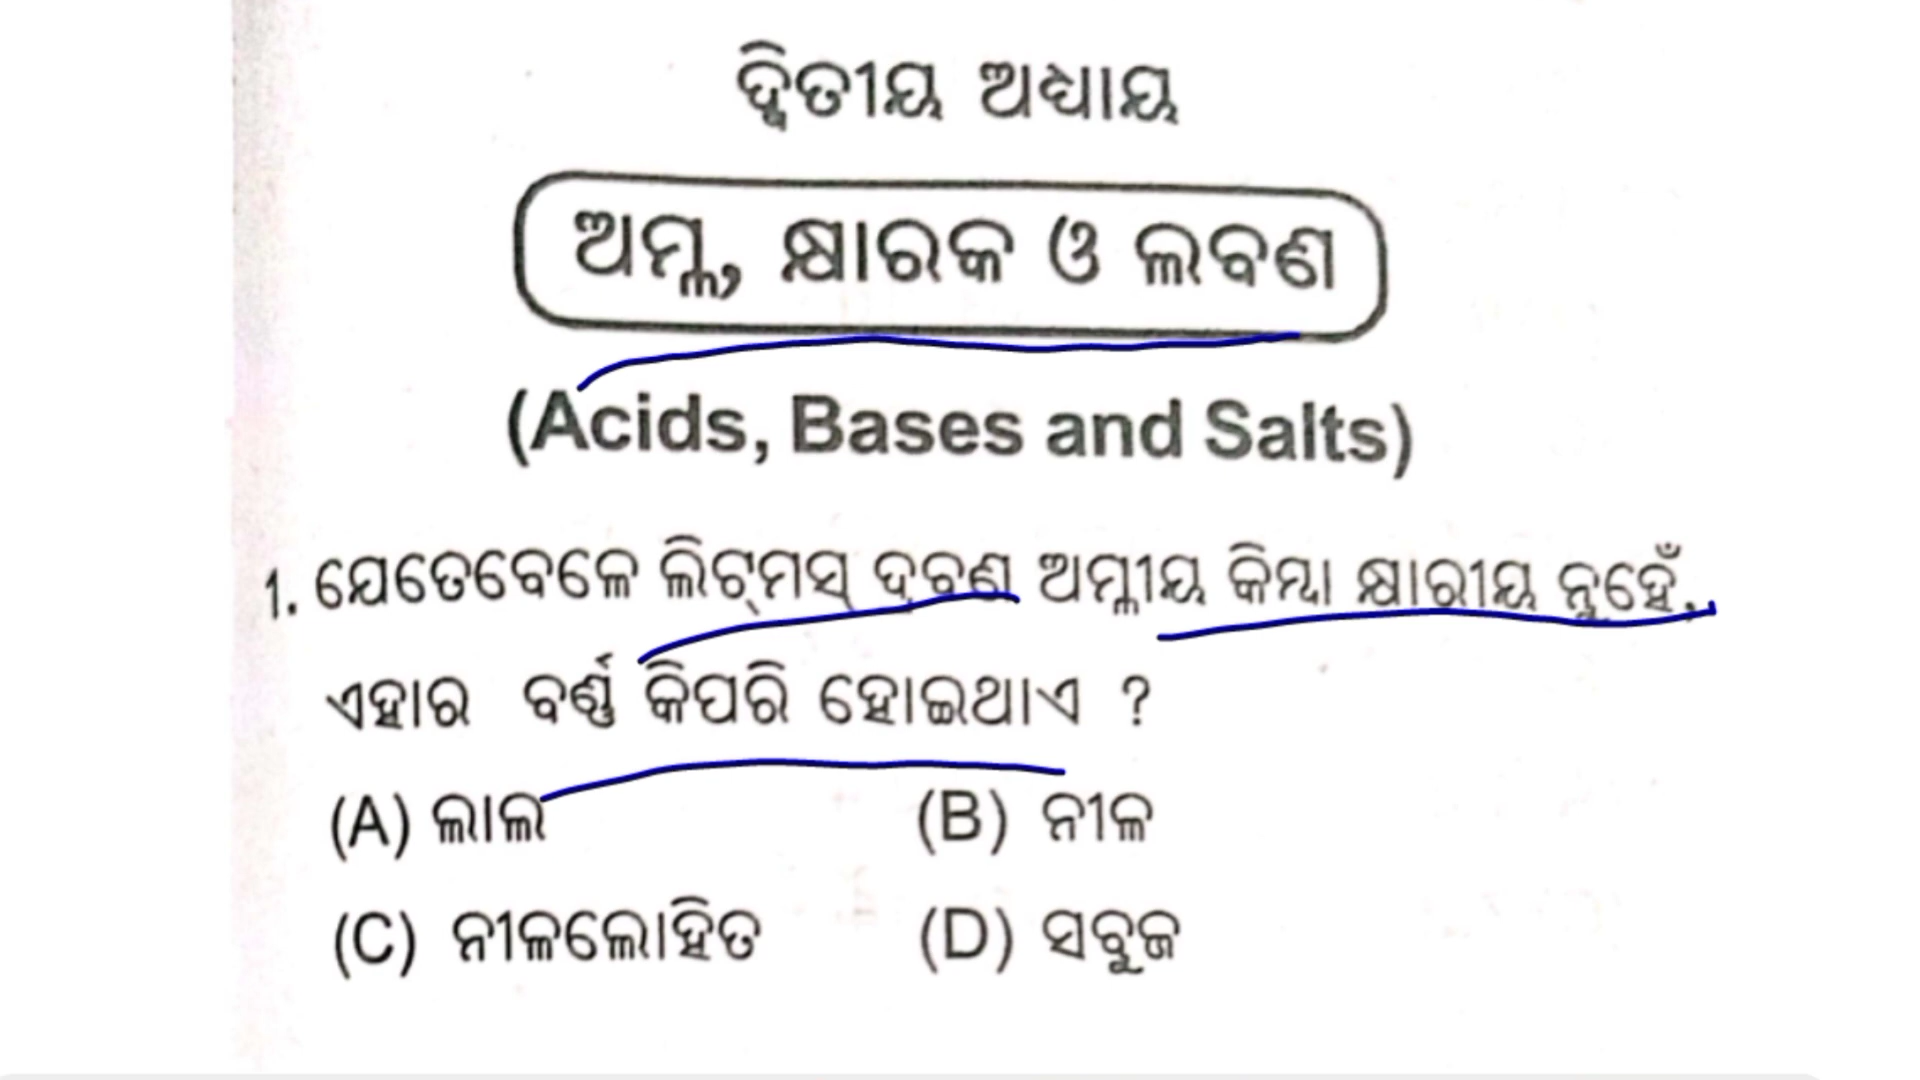 ଦ୍ୱିତୀୟ ଅଧ୍ୟାୟ
ଅମ୍ଳ, କ୍ଷାରକ ଓ ଲବଣ
(Acids, Bases and Salts)
1. ଯେତେବେଳେ ଲିଟ୍‌ମସ୍ ଦ୍ରବଣ ଅମ୍ଳୀୟ କିମ୍ବା କ୍ଷାରୀୟ ନୁହେଁ,
ଏହାର ବର୍ଣ୍ଣ କିପରି ହୋଇଥାଏ ?
(A) ଲାଲ (B) ନୀଳ
(C) ନୀଳଲୋହିତ (D) ସବୁଜ